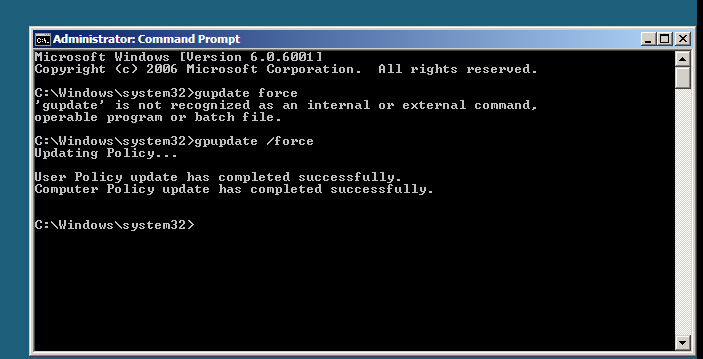 Administrator: Command Prompt
Microsoft Windows [Version 6.0.6001]
Copyright (c) 2006 Microsoft Corporation.  All rights reserved.
C:\Windows\system32>gupdate force
'gupdate' is not recognized as an internal or external command,
operable program or batch file.
C:\Windows\system32>gpupdate /force
Updating Policy...
User Policy update has completed successfully.
Computer Policy update has completed successfully.
C:\Windows\system32>